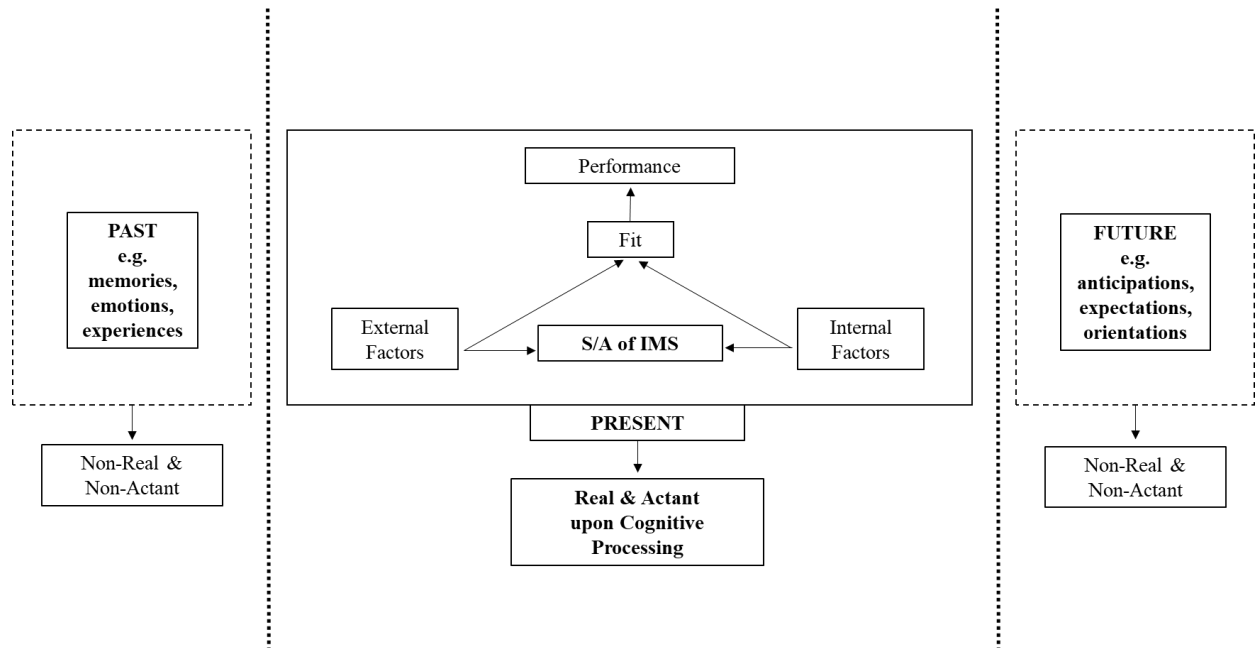 PAST
e.g.
memories,
emotions,
experiences
Non-Real &
Non-Actant
Performance
Fit
External
Factors
S/A of IMS
Internal
Factors
PRESENT
Real & Actant
upon Cognitive
Processing
FUTURE
e.g.
anticipations,
expectations,
orientations
Non-Real &
Non-Actant